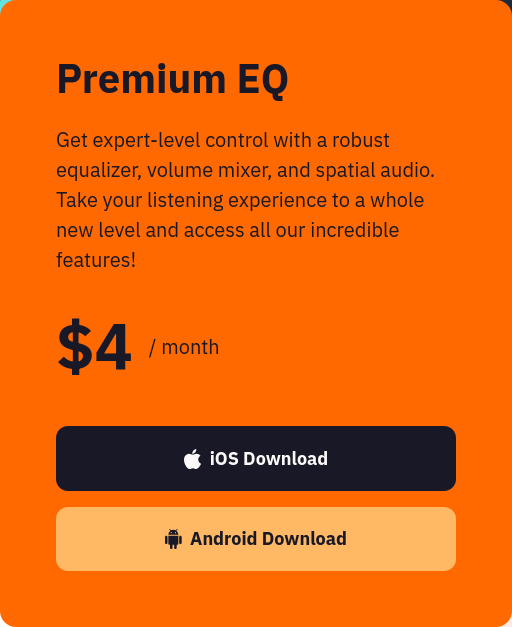 Premium EQ
Get expert-level control with a robust
equalizer, volume mixer, and spatial audio.
Take your listening experience to a whole
new level and access all our incredible
features!
$4 / month
iOS Download
Android Download